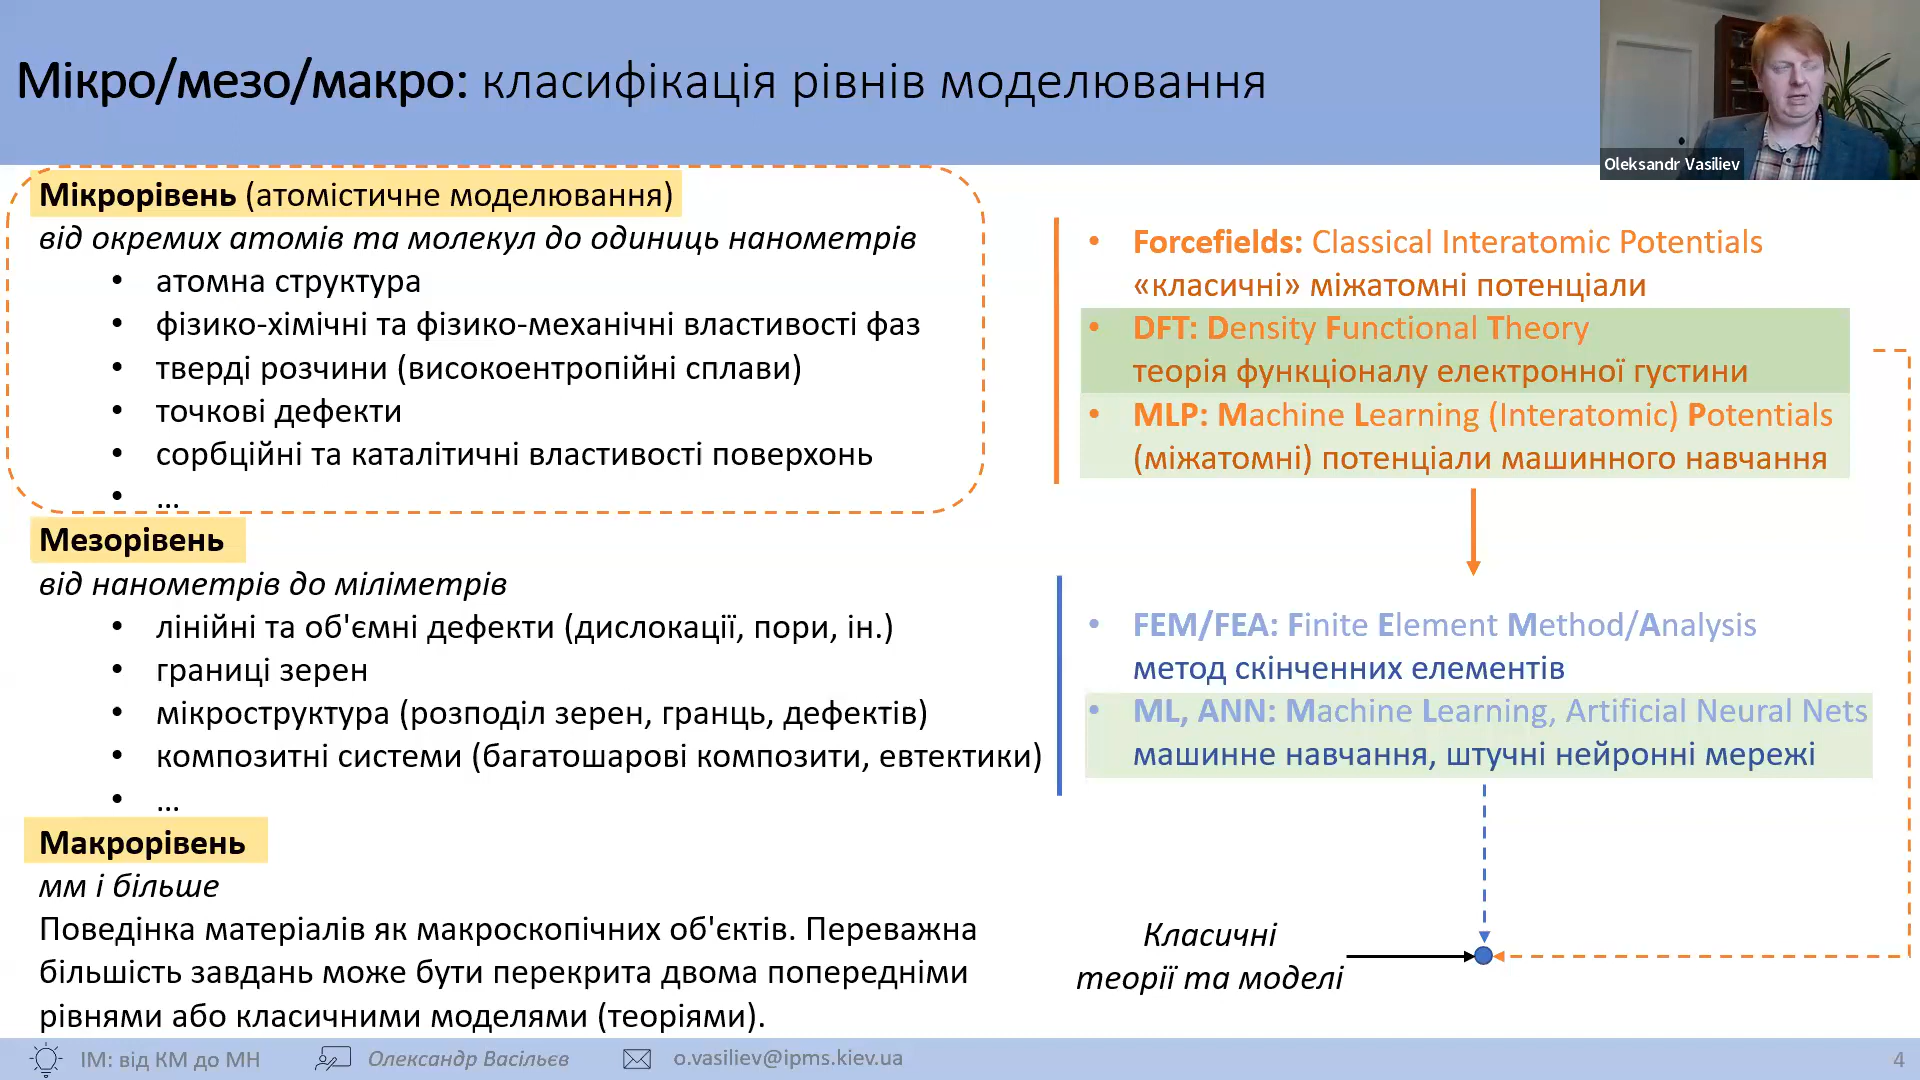 Мікро/мезо/макро: класифікація рівнів моделювання
Oleksandr Vasiliev
Мікрорівень (атомістичне моделювання)
від окремих атомів та молекул до одиниць нанометрів
• атомна структура
• фізико-хімічні та фізико-механічні властивості фаз
• тверді розчини (високоентропійні сплави)
• точкові дефекти
• сорбційні та каталітичні властивості поверхонь
• ...
Мезорівень
від нанометрів до міліметрів
• лінійні та об'ємні дефекти (дислокації, пори, ін.)
• границі зерен
• мікроструктура (розподіл зерен, гранць, дефектів)
• композитні системи (багатошарові композити, евтектики)
• ...
Макрорівень
мм і більше
Поведінка матеріалів як макроскопічних об'єктів. Переважна
більшість завдань може бути перекрита двома попередніми
рівнями або класичними моделями (теоріями).
• Forcefields: Classical Interatomic Potentials
«класичні» міжатомні потенціали
• DFT: Density Functional Theory
теорія функціоналу електронної густини
• MLP: Machine Learning (Interatomic) Potentials
(міжатомні) потенціали машинного навчання
• FEM/FEA: Finite Element Method/Analysis
метод скінченних елементів
• ML, ANN: Machine Learning, Artificial Neural Nets
машинне навчання, штучні нейронні мережі
Класичні
теорії та моделі
ІМ: від КМ до МН
Олександр Васільєв
o.vasiliev@ipms.kiev.ua
4